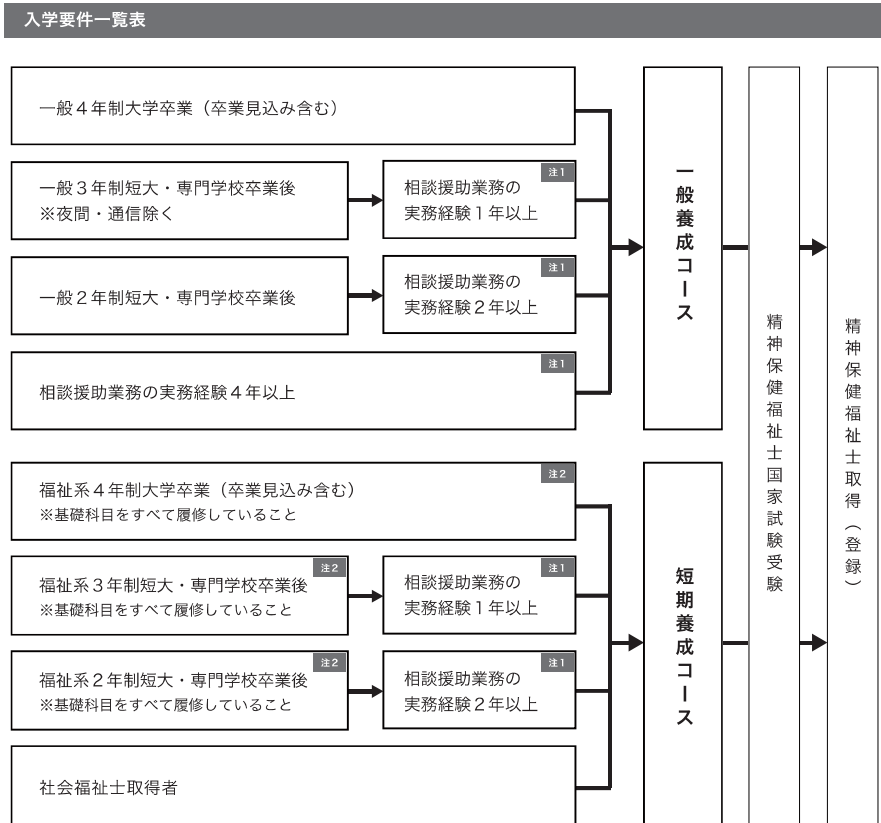 入学要件一覧表
一般４年制大学卒業（卒業見込み含む）
一般３年制短大・専門学校卒業後
※夜間・通信除く
注1
相談援助業務の
実務経験１年以上
一般２年制短大・専門学校卒業後
注1
相談援助業務の
実務経験２年以上
注1
相談援助業務の実務経験４年以上
一般養成コース
注2
福祉系４年制大学卒業（卒業見込み含む）
※基礎科目をすべて履修していること
注2
福祉系３年制短大・専門学校卒業後
※基礎科目をすべて履修していること
注1
相談援助業務の
実務経験１年以上
注2
福祉系２年制短大・専門学校卒業後
※基礎科目をすべて履修していること
注1
相談援助業務の
実務経験２年以上
社会福祉士取得者
短期養成コース
精神保健福祉士国家試験受験
精神保健福祉士取得（登録）